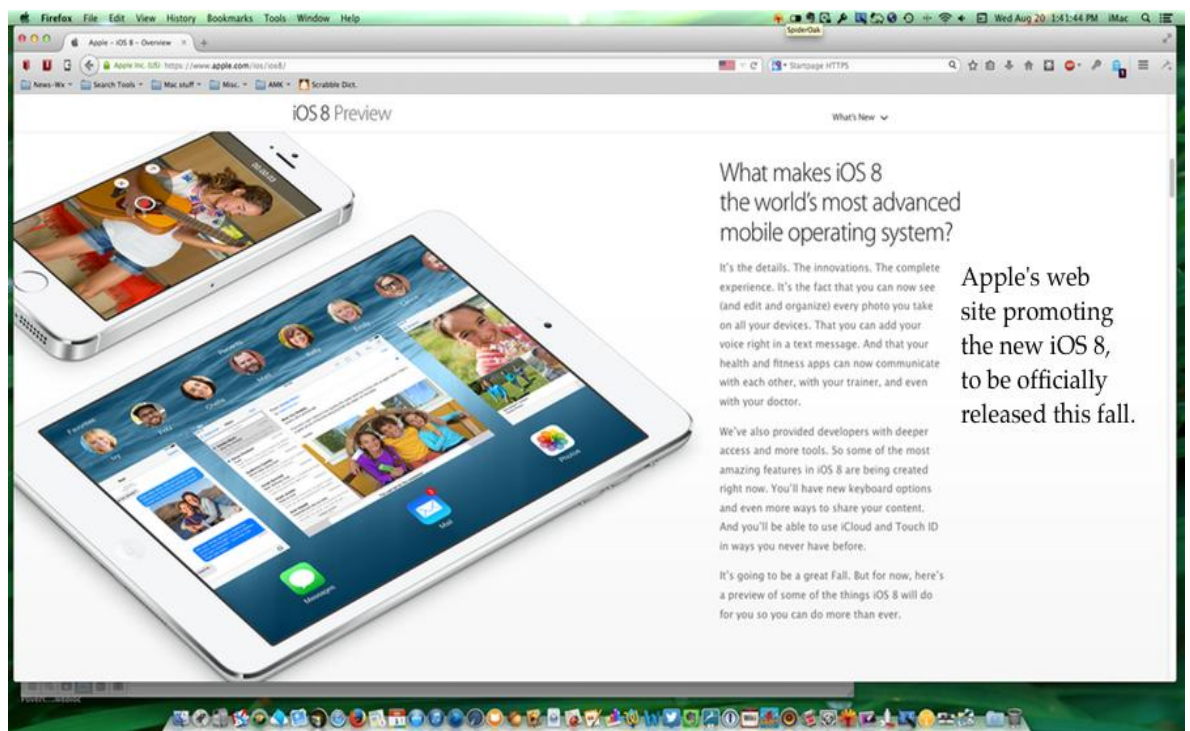 Firefox File Edit View History Bookmarks Tools Window Help
Wed Aug 20 1:41:44 PM iMac
SpiderOak
Apple - iOS 8 - Overview
Apple Inc. (US) https://www.apple.com/ios/ios8/
Startpage HTTPS
News-Wx Search Tools Mac stuff Misc. AMK Scrabble Dict.
iOS 8 Preview
What's New
What makes iOS 8
the world's most advanced
mobile operating system?
It's the details. The innovations. The complete
experience. It's the fact that you can now see
(and edit and organize) every photo you take
on all your devices. That you can add your
voice right in a text message. And that your
health and fitness apps can now communicate
with each other, with your trainer, and even
with your doctor.
We've also provided developers with deeper
access and more tools. So some of the most
amazing features in iOS 8 are being created
right now. You'll have new keyboard options
and even more ways to share your content.
And you'll be able to use iCloud and Touch ID
in ways you never have before.
It's going to be a great Fall. But for now, here's
a preview of some of the things iOS 8 will do
for you so you can do more than ever.
Apple's web
site promoting
the new iOS 8,
to be officially
released this fall.
00:00:03
Recents
Favorites
Ivy
Fritz
Emily
Messages
Mail
Photos